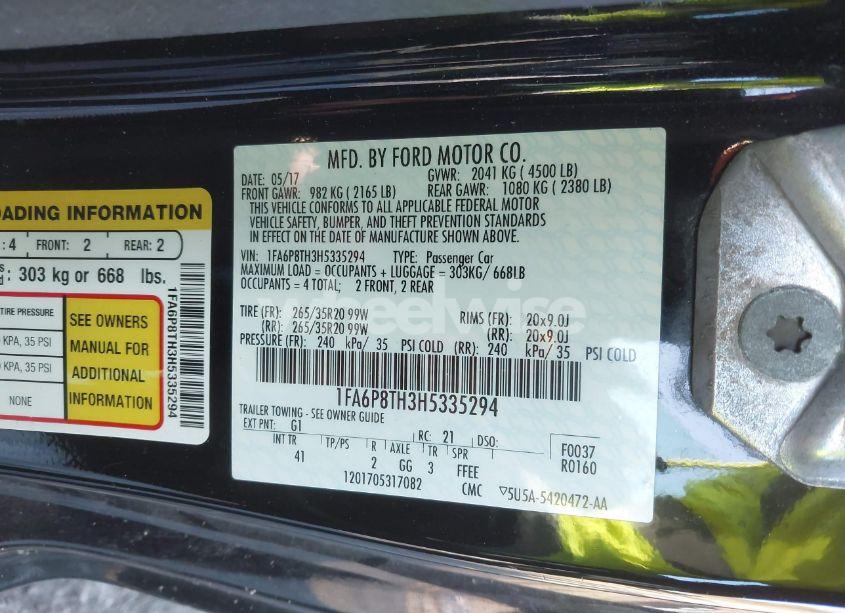 OADING INFORMATION
: 4 FRONT: 2 REAR: 2
: 303 kg or 668 lbs.
TIRE PRESSURE
KPA, 35 PSI
KPA, 35 PSI
NONE
SEE OWNERS
MANUAL FOR
ADDITIONAL
INFORMATION
1FA6P8TH3H5335294
MFD. BY FORD MOTOR CO.
DATE: 05/17 GVWR: 2041 KG ( 4500 LB)
FRONT GAWR: 982 KG ( 2165 LB) REAR GAWR: 1080 KG ( 2380 LB)
THIS VEHICLE CONFORMS TO ALL APPLICABLE FEDERAL MOTOR
VEHICLE SAFETY, BUMPER, AND THEFT PREVENTION STANDARDS
IN EFFECT ON THE DATE OF MANUFACTURE SHOWN ABOVE.
VIN: 1FA6P8TH3H5335294 TYPE: Passenger Car
MAXIMUM LOAD = OCCUPANTS + LUGGAGE = 303KG/ 668LB
OCCUPANTS = 4 TOTAL; 2 FRONT, 2 REAR
wheelwise
TIRE (FR): 265/35R20 99W RIMS (FR): 20x9.0J
(RR): 265/35R20 99W (RR): 20x9.0J
PRESSURE (FR): 240 kPa/ 35 PSI COLD (RR): 240 kPa/ 35 PSI COLD
1FA6P8TH3H5335294
TRAILER TOWING - SEE OWNER GUIDE
EXT PNT: G1 RC: 21 DSO: F0037
INT TR TP/PS R AXLE TR SPR R0160
41 2 GG 3 FFEE
1201705317082 CMC ▽5U5A-5420472-AA